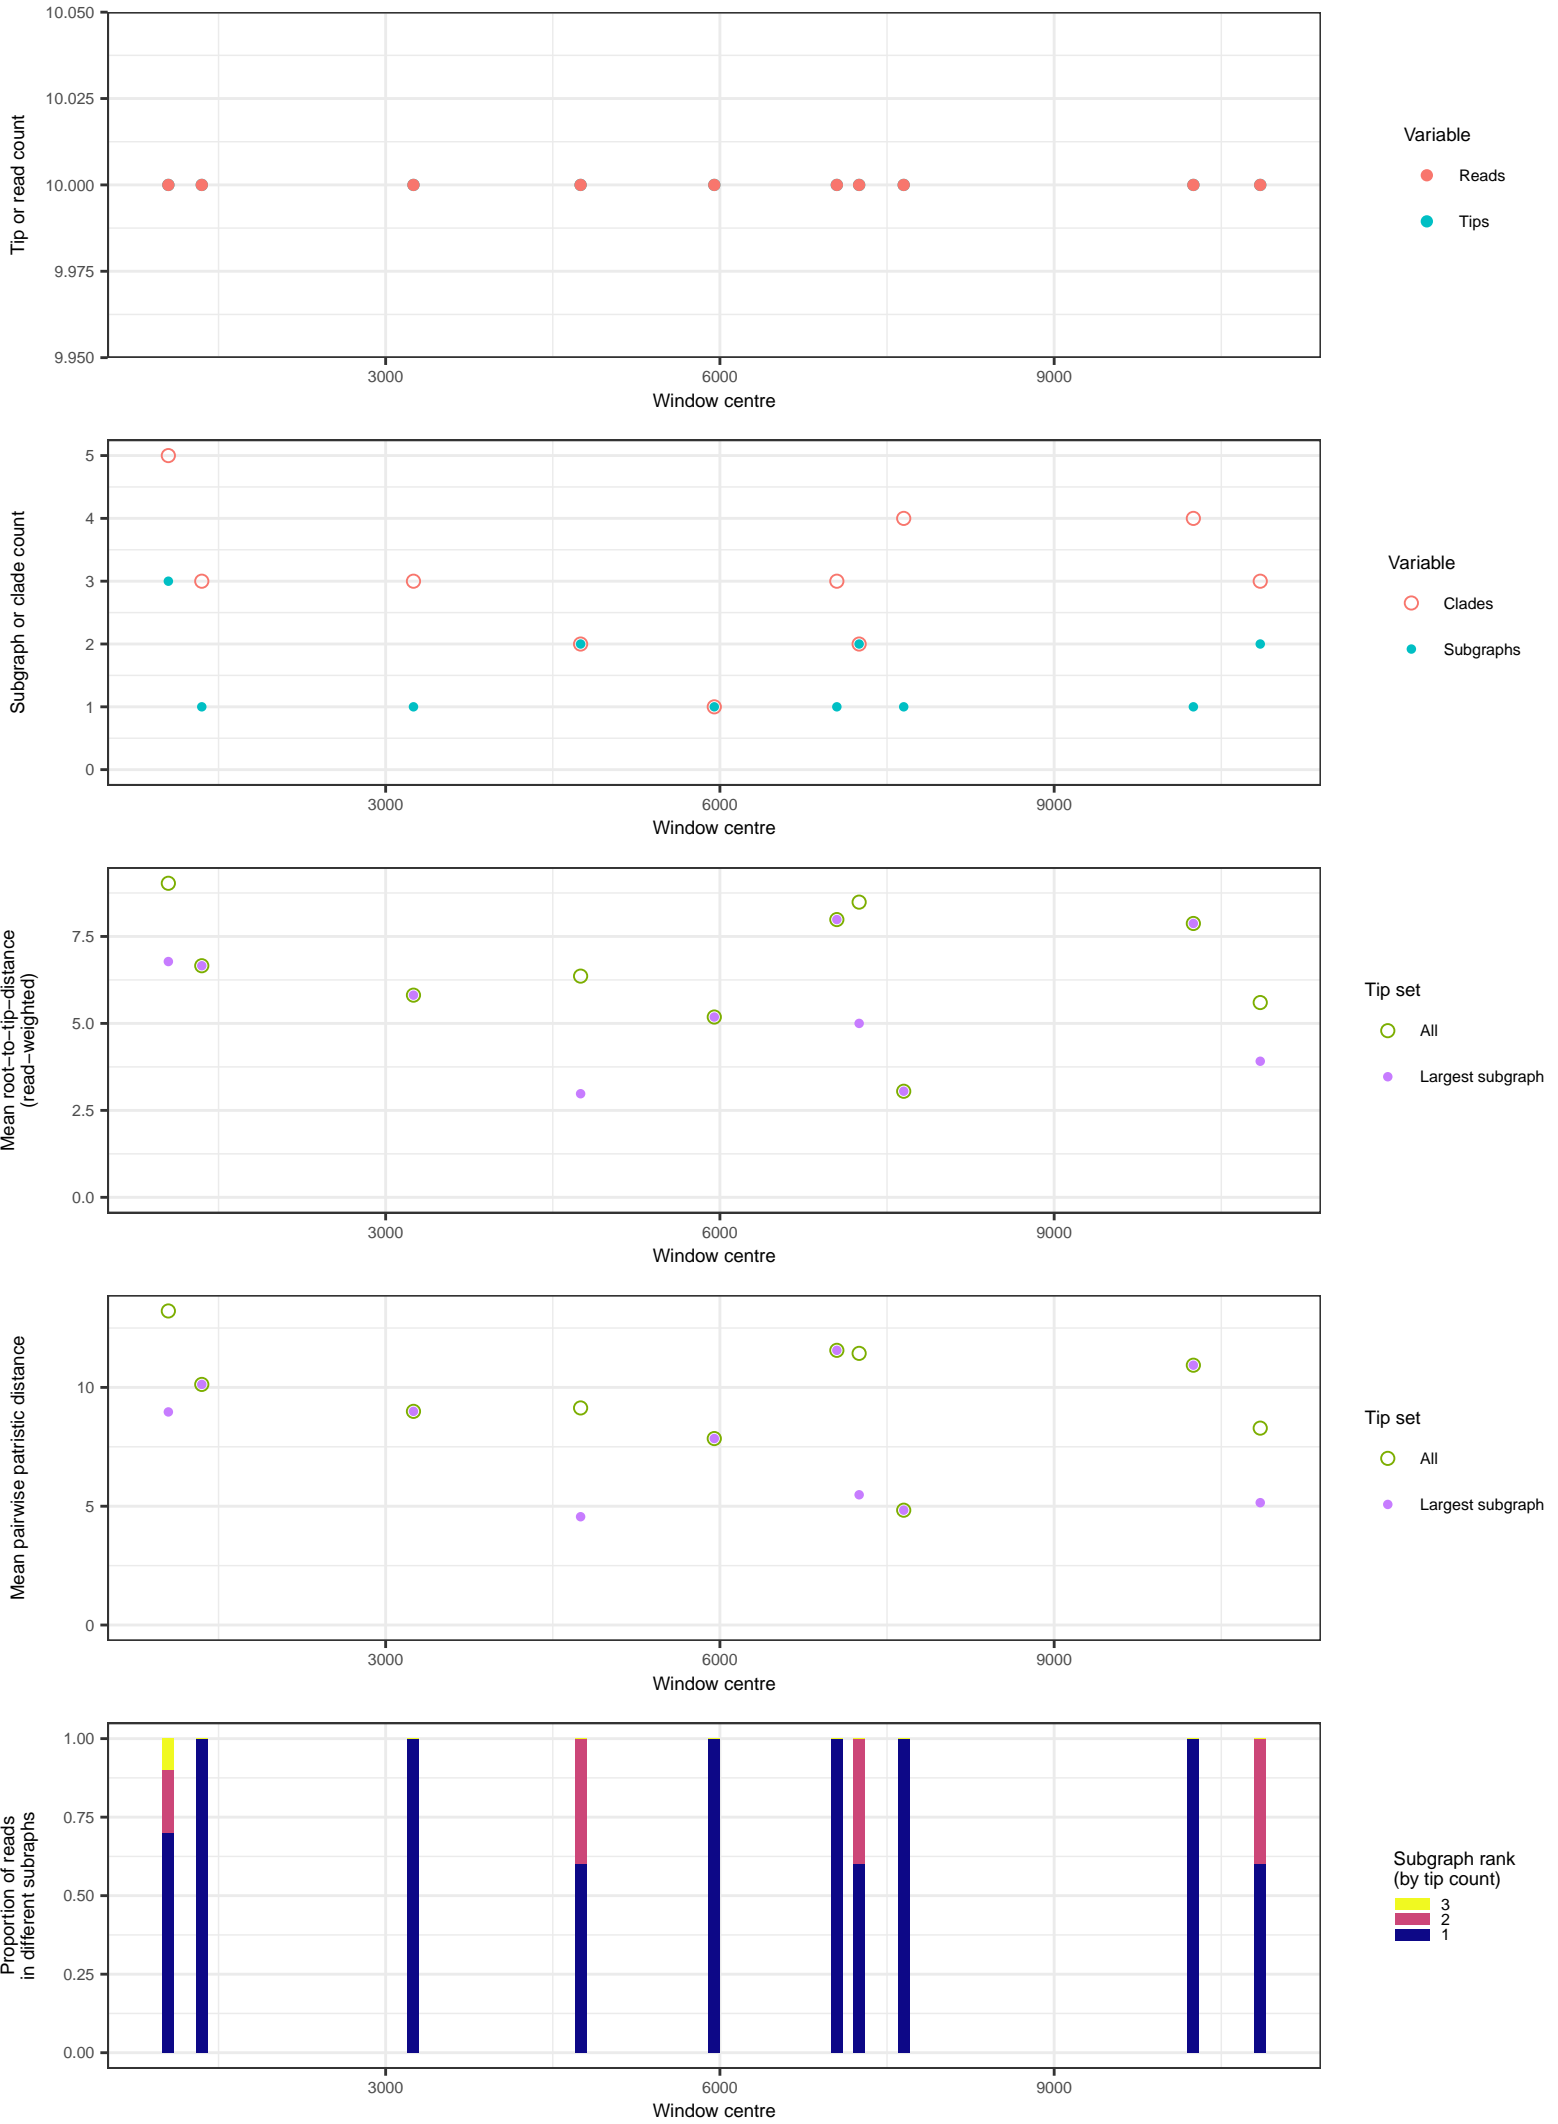 10.050
10.025
10.000
9.975
9.950
Tip or read count
3000
6000
9000
Window centre
Variable
Reads
Tips
5
4
3
2
1
0
Subgraph or clade count
3000
6000
9000
Window centre
Variable
Clades
Subgraphs
7.5
5.0
2.5
0.0
Mean root−to−tip−distance
(read−weighted)
3000
6000
9000
Window centre
Tip set
All
Largest subgraph
10
5
0
Mean pairwise patristic distance
3000
6000
9000
Window centre
Tip set
All
Largest subgraph
1.00
0.75
0.50
0.25
0.00
Proportion of reads
in different subraphs
3000
6000
9000
Window centre
Subgraph rank
(by tip count)
3
2
1